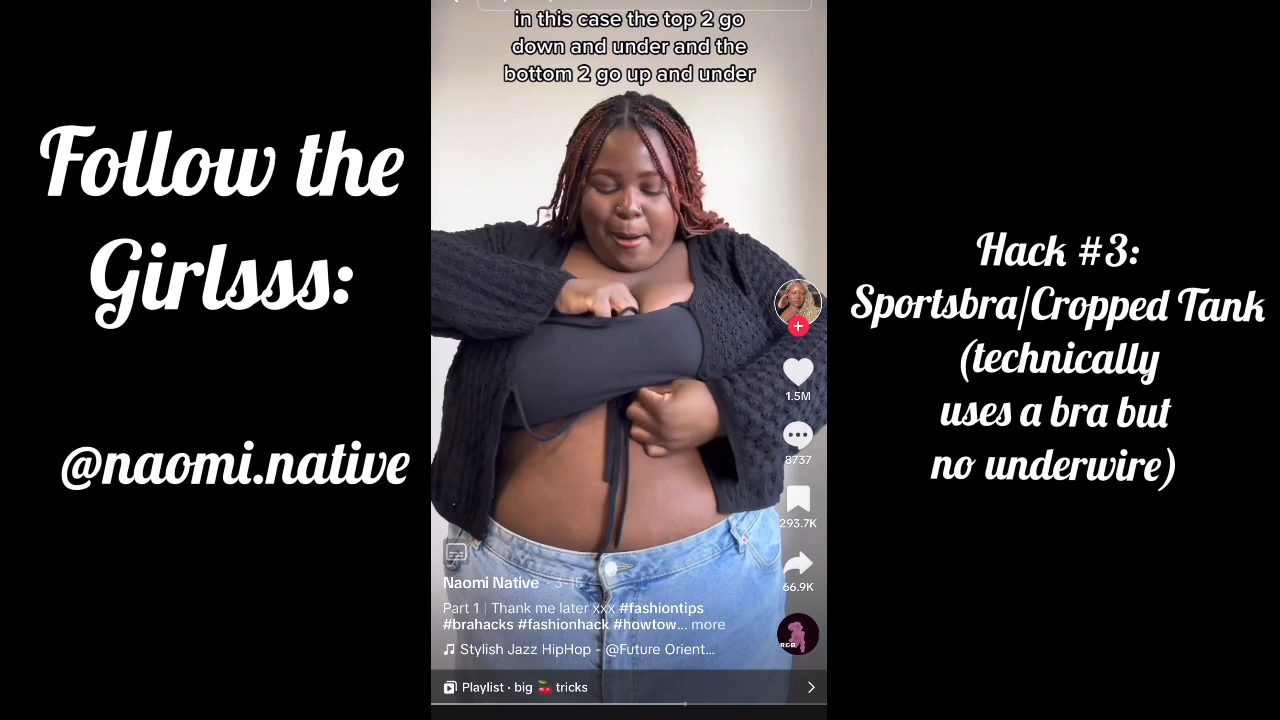 Follow the
Girlsss:
@naomi.native
in this case the top 2 go
down and under and the
bottom 2 go up and under
1.5M
8737
293.7K
66.9K
Naomi Native · 3-15
Part 1 | Thank me later xxx #fashiontips
#brahacks #fashionhack #howtow... more
Stylish Jazz HipHop - @Future Orient...
R&B
Playlist · big 🍒 tricks
Hack #3:
Sportsbra/Cropped Tank
(technically
uses a bra but
no underwire)